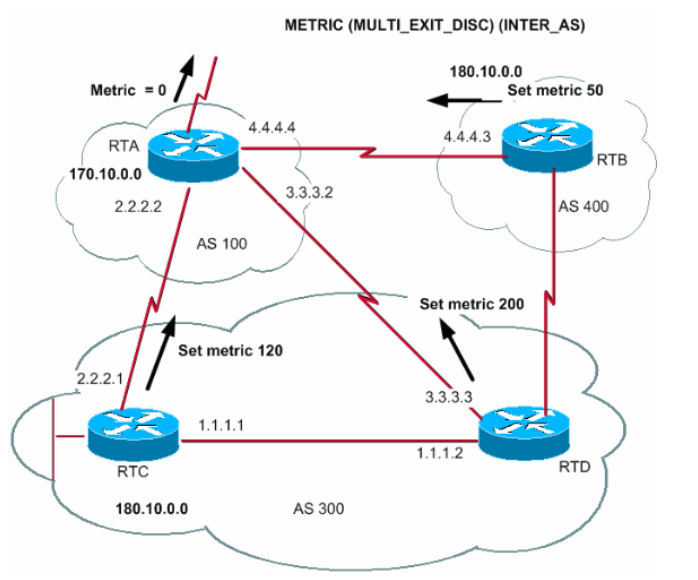 METRIC (MULTI_EXIT_DISC) (INTER_AS)
180.10.0.0
Metric = 0
Set metric 50
4.4.4.4
4.4.4.3
RTA
RTB
170.10.0.0
3.3.3.2
2.2.2.2
AS 400
AS 100
Set metric 200
Set metric 120
2.2.2.1
3.3.3.3
1.1.1.1
1.1.1.2
RTC
RTD
180.10.0.0
AS 300